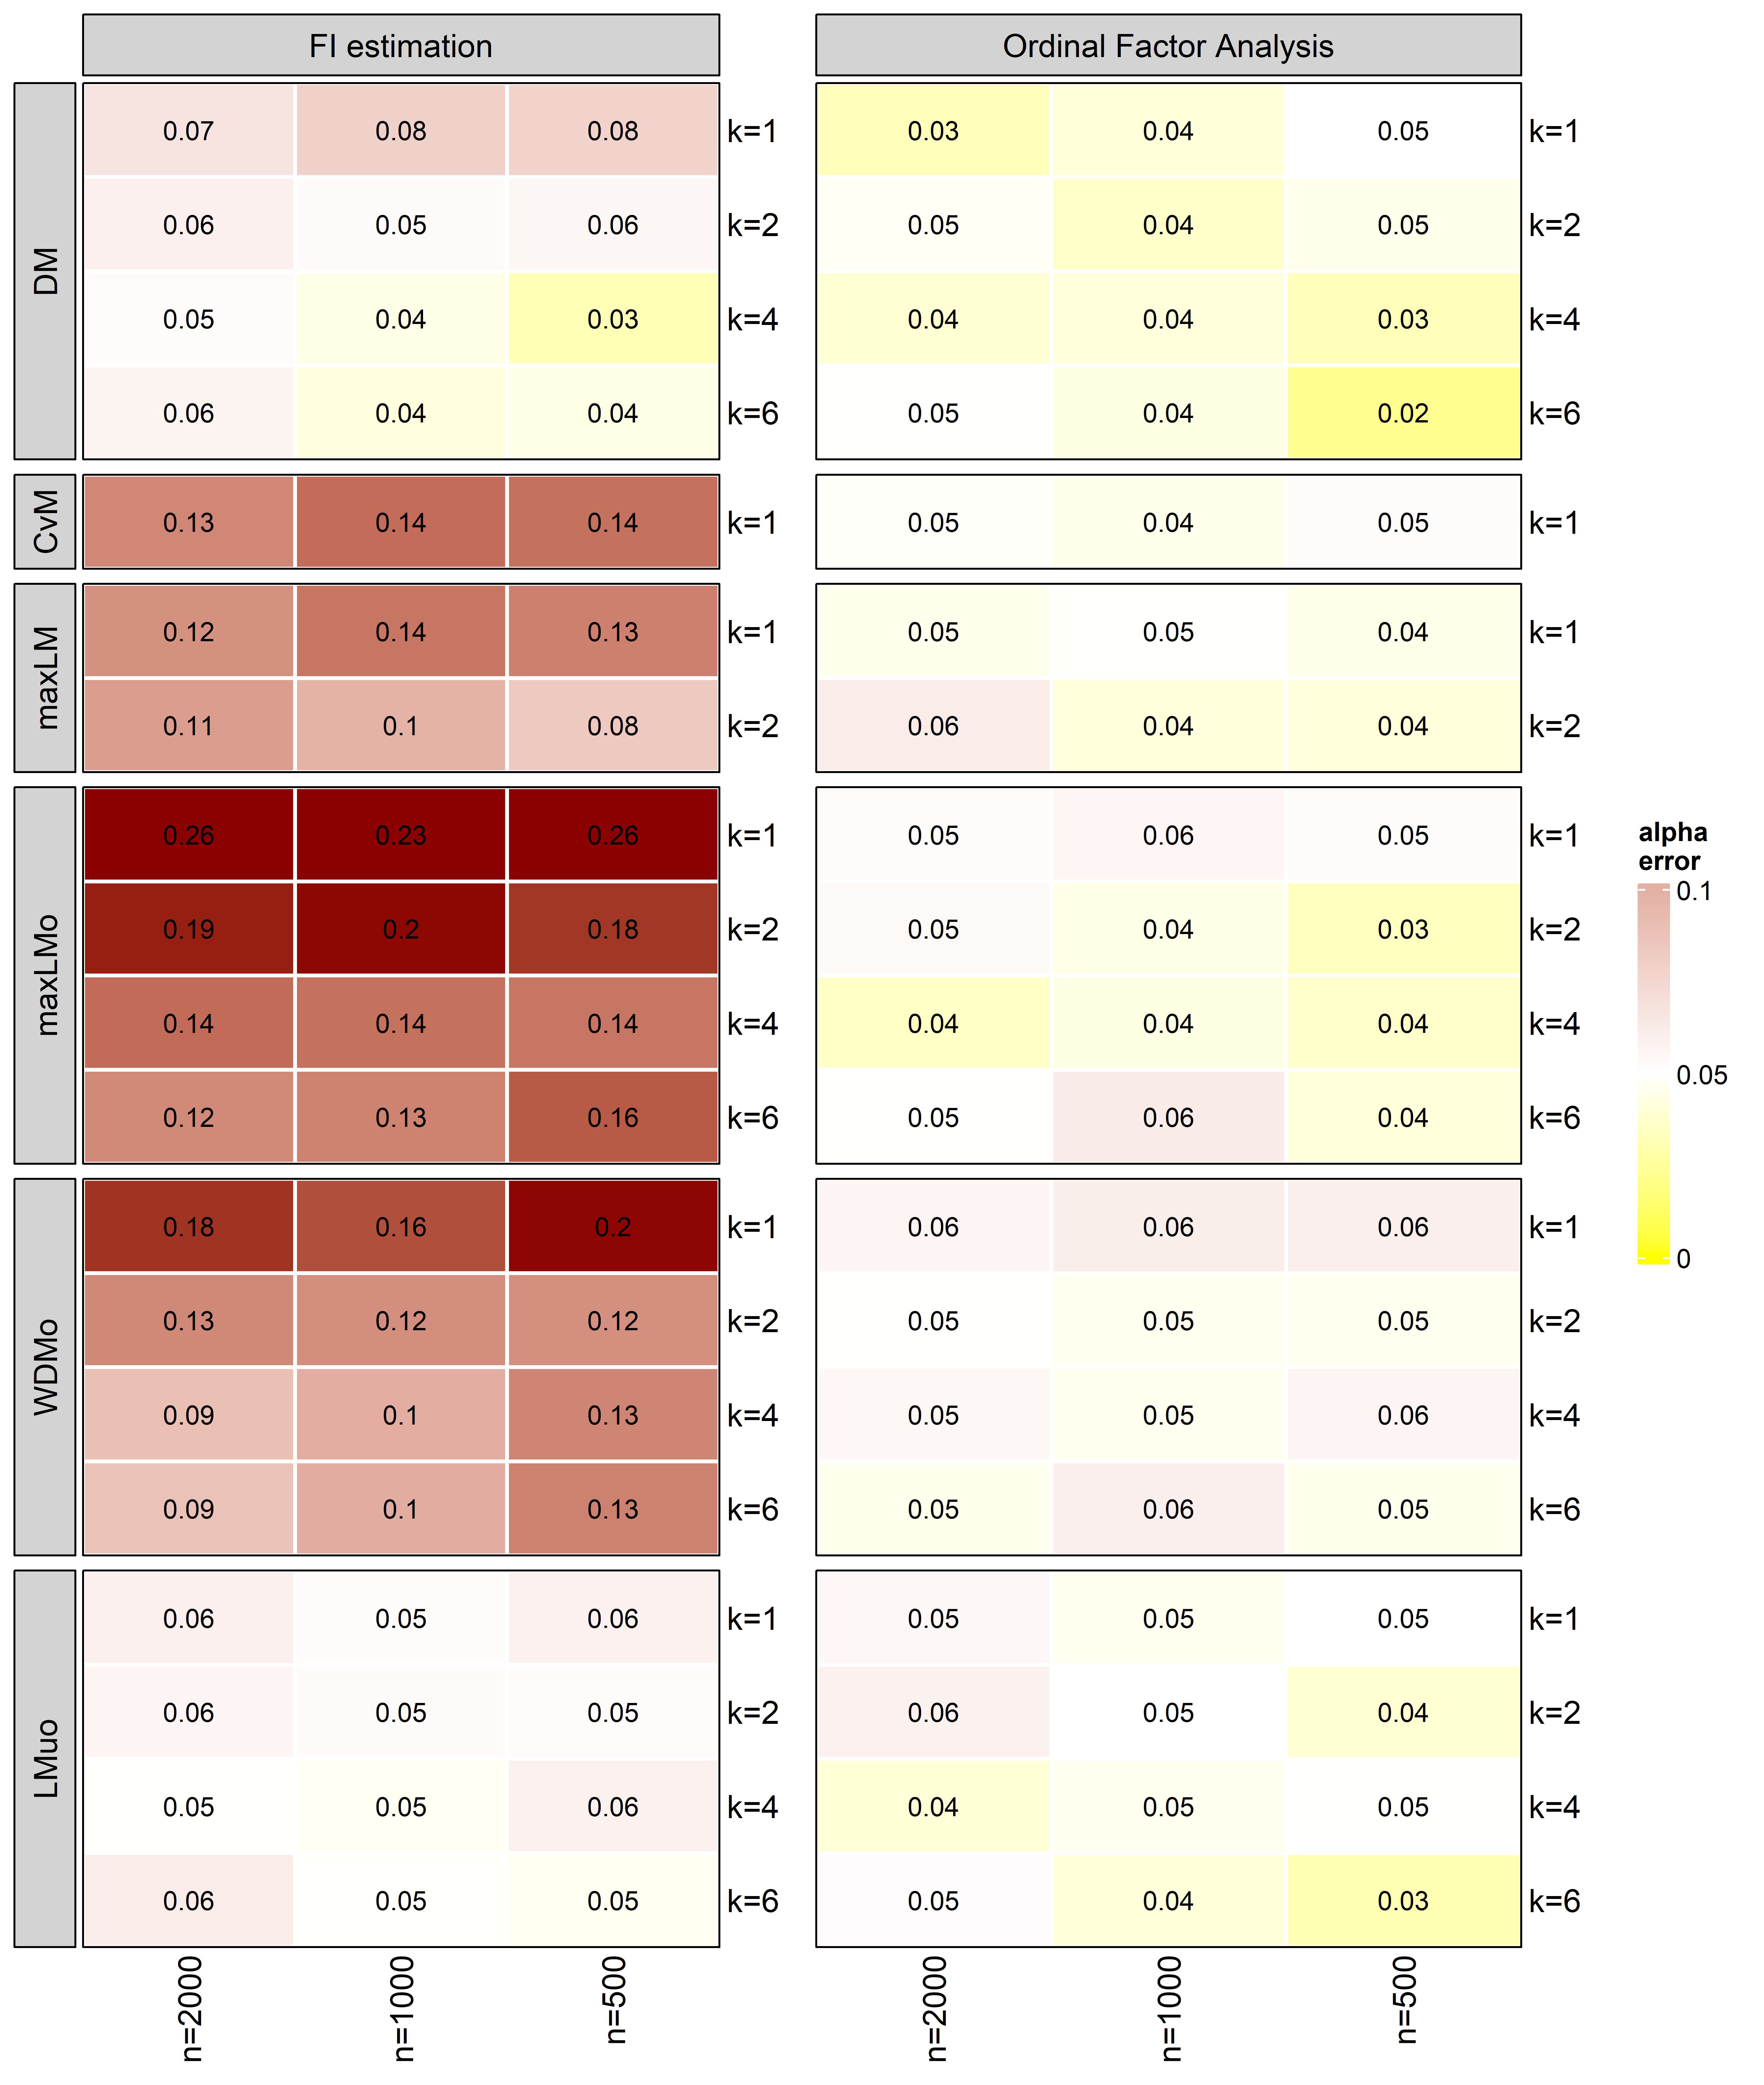 FI estimation Ordinal Factor Analysis
DM
0.07 0.08 0.08 k=1 0.03 0.04 0.05 k=1
0.06 0.05 0.06 k=2 0.05 0.04 0.05 k=2
0.05 0.04 0.03 k=4 0.04 0.04 0.03 k=4
0.06 0.04 0.04 k=6 0.05 0.04 0.02 k=6
CvM
0.13 0.14 0.14 k=1 0.05 0.04 0.05 k=1
maxLM
0.12 0.14 0.13 k=1 0.05 0.05 0.04 k=1
0.11 0.1 0.08 k=2 0.06 0.04 0.04 k=2
maxLMo
0.26 0.23 0.26 k=1 0.05 0.06 0.05 k=1
0.19 0.2 0.18 k=2 0.05 0.04 0.03 k=2
0.14 0.14 0.14 k=4 0.04 0.04 0.04 k=4
0.12 0.13 0.16 k=6 0.05 0.06 0.04 k=6
WDMo
0.18 0.16 0.2 k=1 0.06 0.06 0.06 k=1
0.13 0.12 0.12 k=2 0.05 0.05 0.05 k=2
0.09 0.1 0.13 k=4 0.05 0.05 0.06 k=4
0.09 0.1 0.13 k=6 0.05 0.06 0.05 k=6
LMuo
0.06 0.05 0.06 k=1 0.05 0.05 0.05 k=1
0.06 0.05 0.05 k=2 0.06 0.05 0.04 k=2
0.05 0.05 0.06 k=4 0.04 0.05 0.05 k=4
0.06 0.05 0.05 k=6 0.05 0.04 0.03 k=6
n=2000 n=1000 n=500 n=2000 n=1000 n=500
alpha
error
0.1
0.05
0